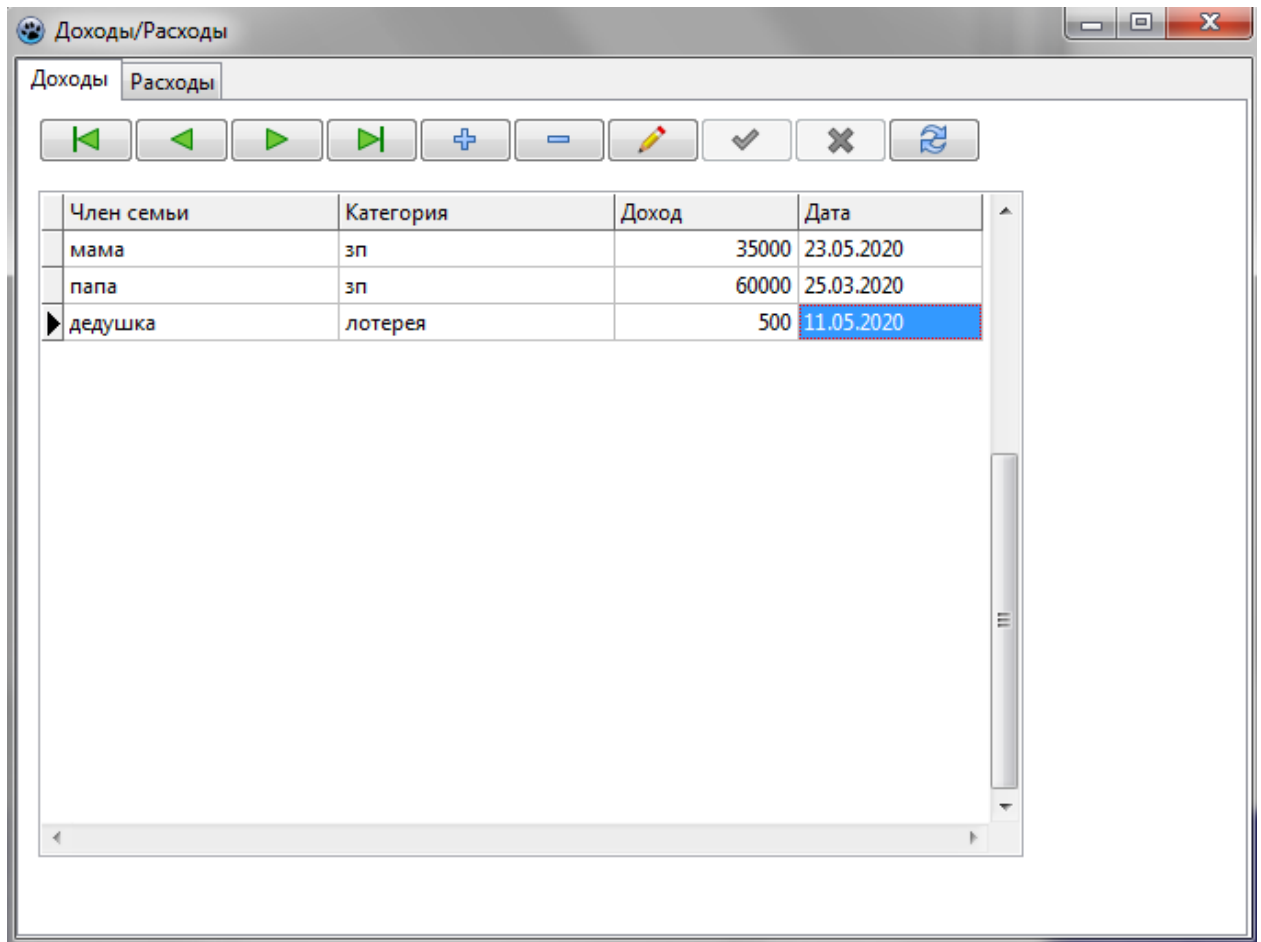 Доходы/Расходы
Доходы Расходы
Член семьи Категория Доход Дата
мама зп 35000 23.05.2020
папа зп 60000 25.03.2020
дедушка лотерея 500 11.05.2020